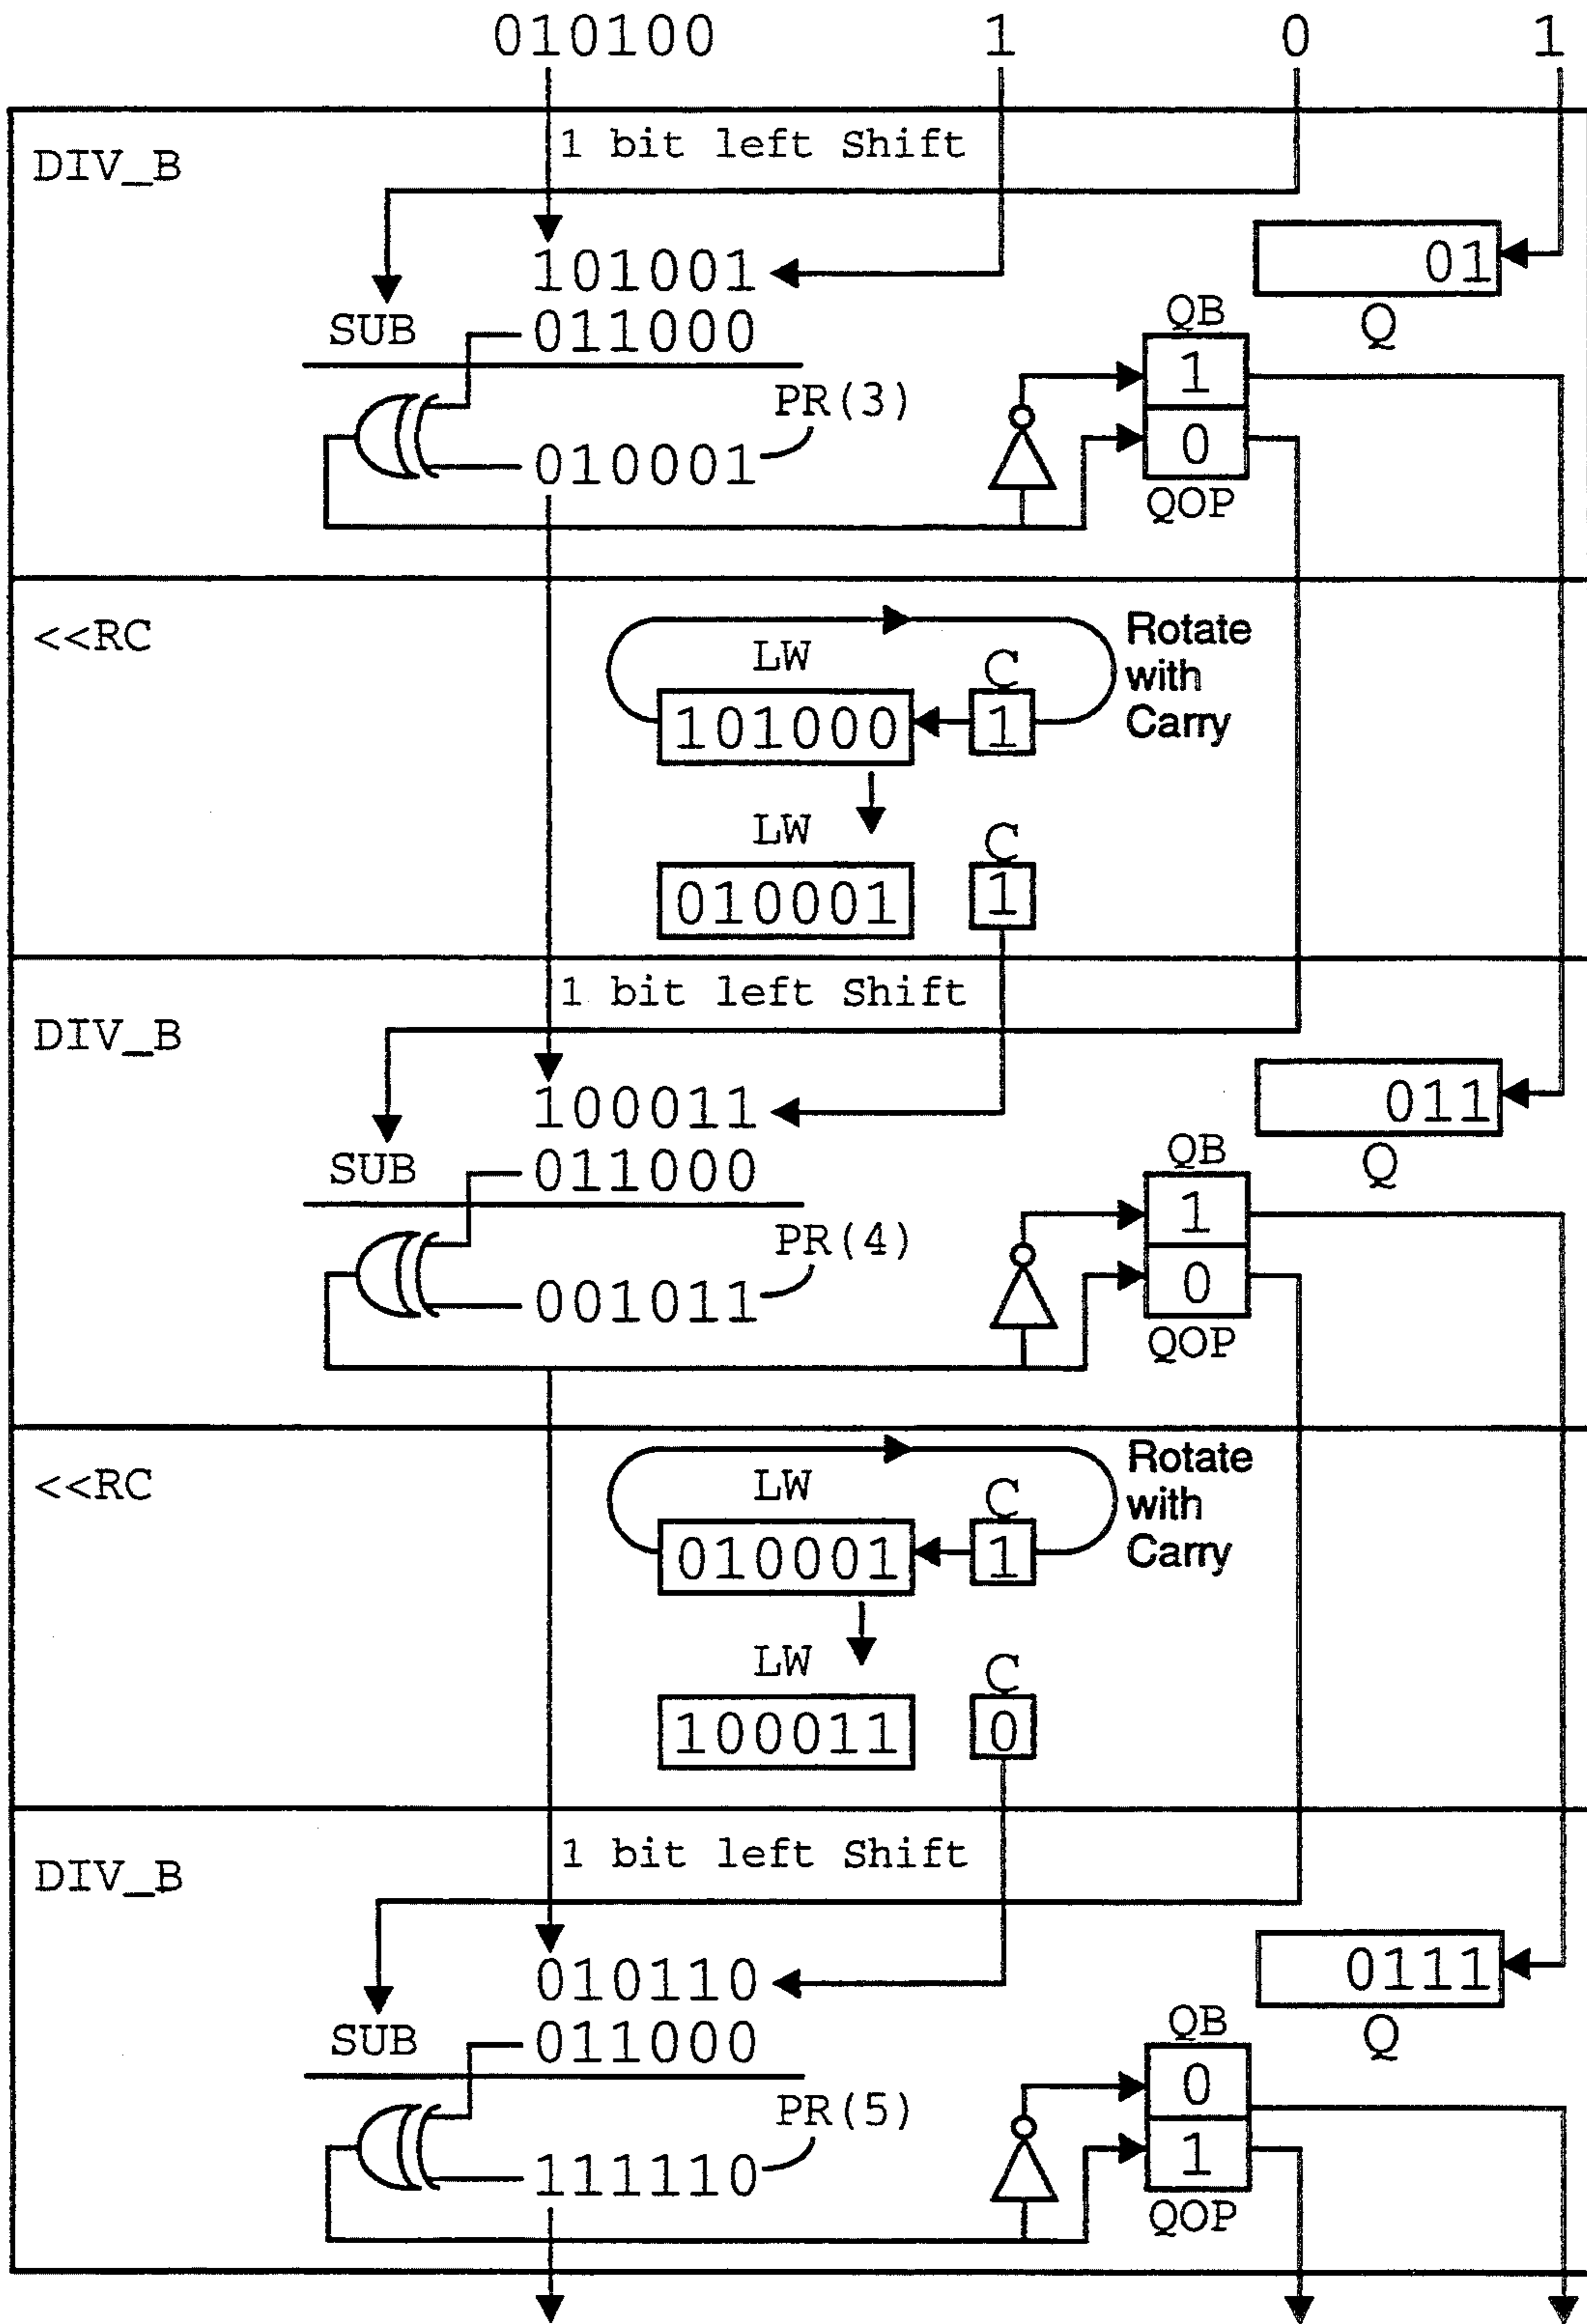 010100 1 0 1
DIV_B
1 bit left Shift
101001
01
SUB
011000
QB
Q
1
PR(3)
0
010001
QOP
<<RC
LW
C
Rotate
with
Carry
101000
1
LW
C
010001
1
DIV_B
1 bit left Shift
100011
011
SUB
011000
QB
Q
1
PR(4)
0
001011
QOP
<<RC
LW
C
Rotate
with
Carry
010001
1
LW
C
100011
0
DIV_B
1 bit left Shift
010110
0111
SUB
011000
QB
Q
0
PR(5)
1
111110
QOP